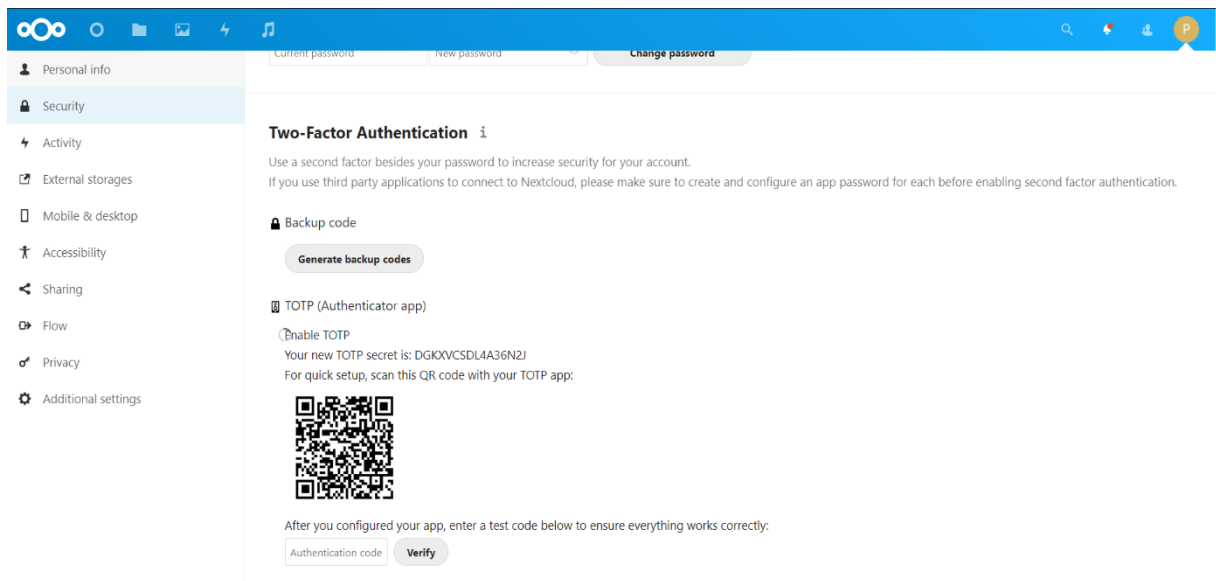 P
Personal info
Security
Activity
External storages
Mobile & desktop
Accessibility
Sharing
Flow
Privacy
Additional settings
Current password New password Change password
Two-Factor Authentication i
Use a second factor besides your password to increase security for your account.
If you use third party applications to connect to Nextcloud, please make sure to create and configure an app password for each before enabling second factor authentication.
Backup code
Generate backup codes
TOTP (Authenticator app)
Enable TOTP
Your new TOTP secret is: DGKXVCSDL4A36N2J
For quick setup, scan this QR code with your TOTP app:
After you configured your app, enter a test code below to ensure everything works correctly:
Authentication code Verify